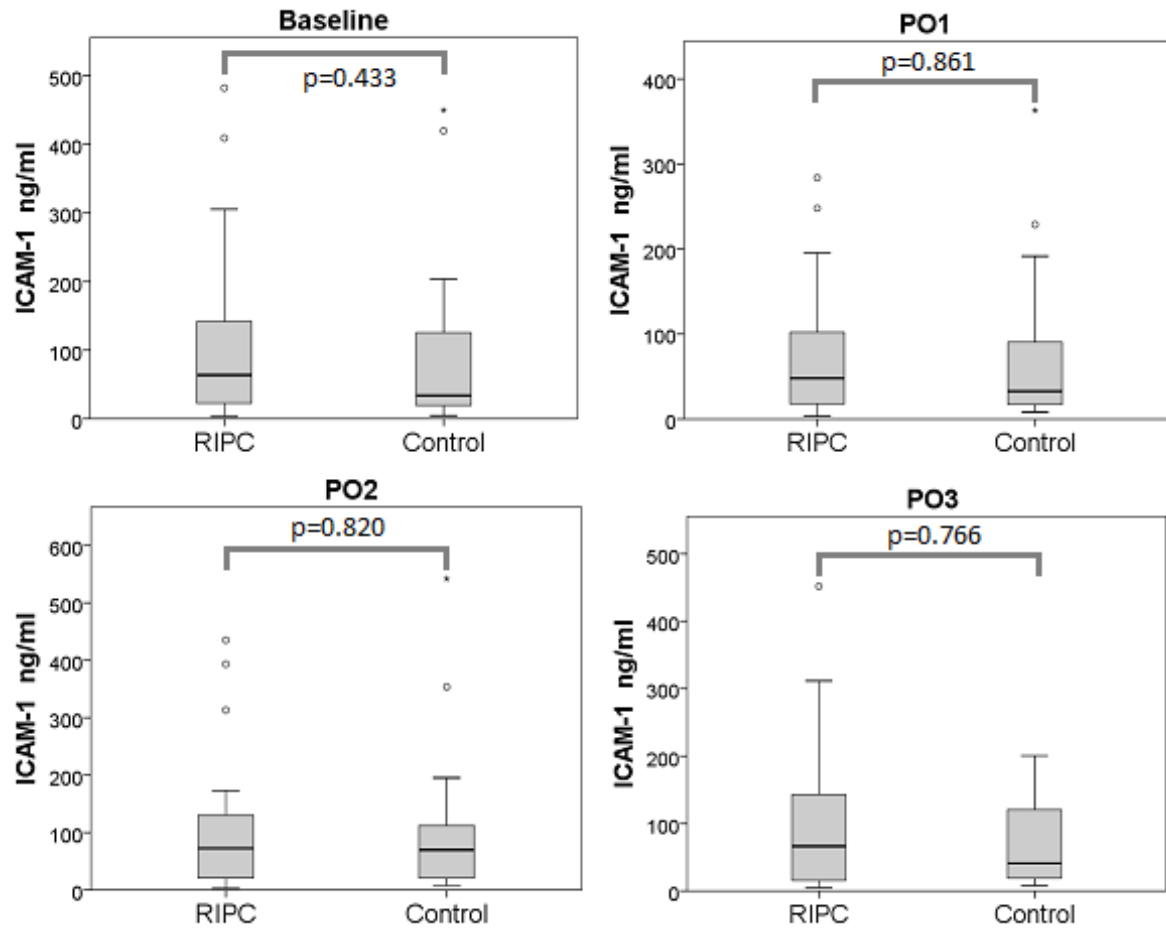 Baseline
p=0.433
ICAM-1 ng/ml
500
400
300
200
100
0
RIPC Control
PO1
p=0.861
ICAM-1 ng/ml
400
300
200
100
0
RIPC Control
PO2
p=0.820
ICAM-1 ng/ml
600
500
400
300
200
100
0
RIPC Control
PO3
p=0.766
ICAM-1 ng/ml
500
400
300
200
100
0
RIPC Control